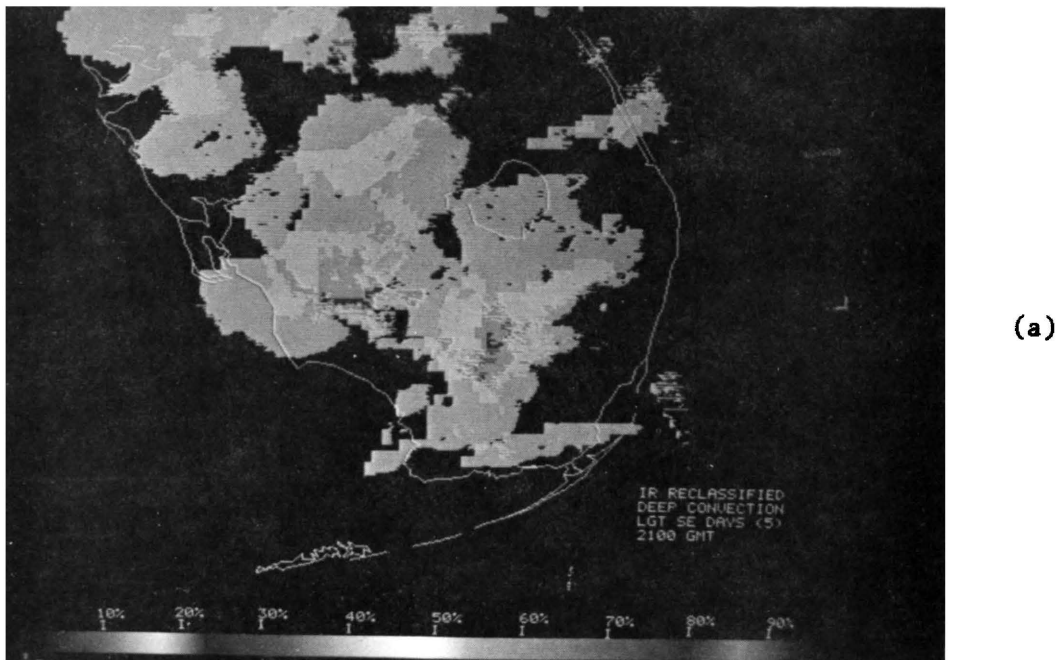 (a)
E
IR RECLASSIFIED
DEEP CONVECTION
LGT SE DAYS (5)
2100 GMT
10% 20% 30% 40% 50% 60% 70% 80% 90%